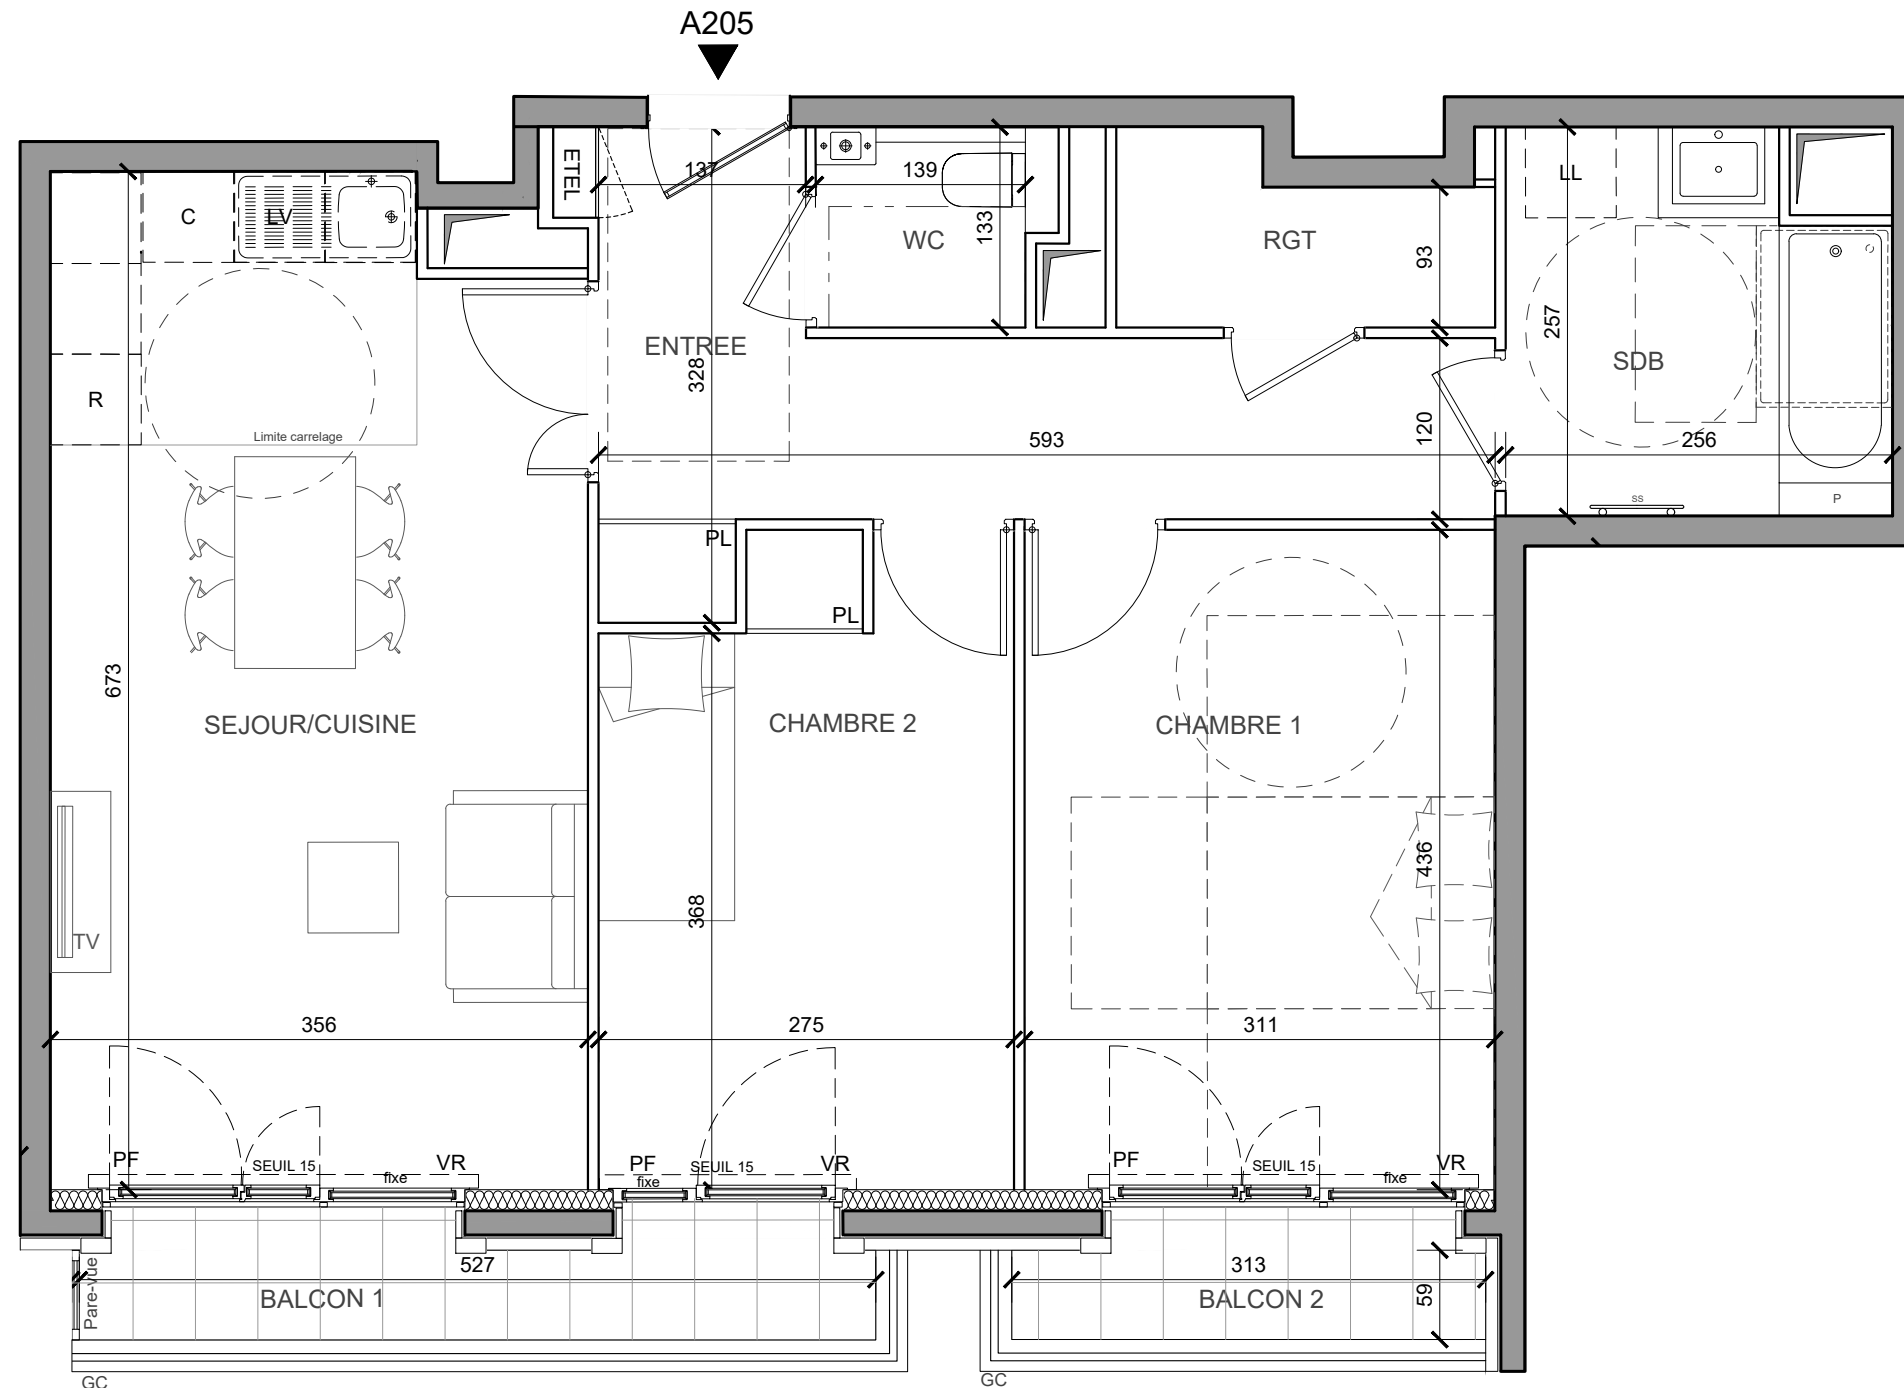 A205
ETEL
137
139
C
LV
LL
WC
133
RGT
93
257
ENTREE
328
SDB
R
Limite carrelage
593
120
256
SS
P
PL
PL
673
SEJOUR/CUISINE
CHAMBRE 2
CHAMBRE 1
436
368
TV
356
275
311
PF
SEUIL 15
fixe
VR
PF
fixe
SEUIL 15
VR
PF
SEUIL 15
fixe
VR
527
313
Pare-vue
BALCON 1
BALCON 2
59
GC
GC